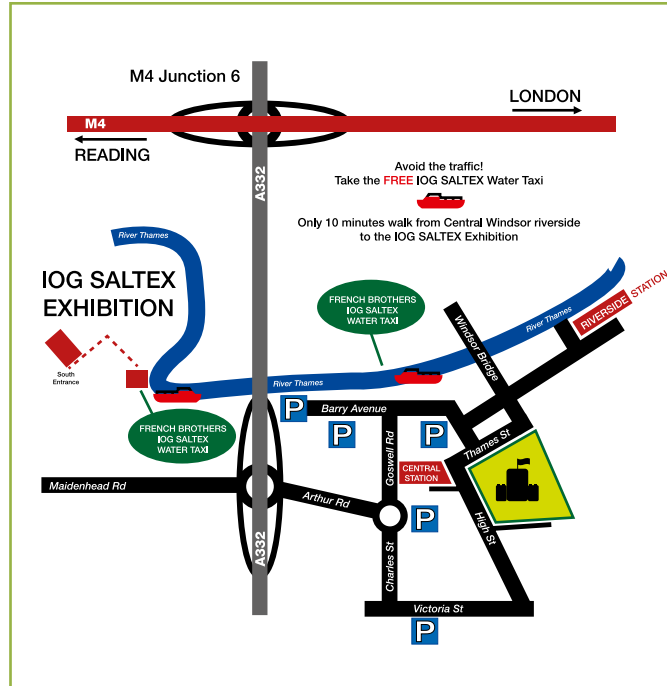 M4 Junction 6
LONDON
M4
READING
A332
Avoid the traffic!
Take the FREE IOG SALTEX Water Taxi
Only 10 minutes walk from Central Windsor riverside
to the IOG SALTEX Exhibition
River Thames
IOG SALTEX
EXHIBITION
South
Entrance
FRENCH BROTHERS
IOG SALTEX
WATER TAXI
RIVERSIDE STATION
River Thames
Windsor Bridge
River Thames
FRENCH BROTHERS
IOG SALTEX
WATER TAXI
P
Barry Avenue
P
P
Goswell Rd
Thames St
CENTRAL
STATION
Maidenhead Rd
Arthur Rd
P
High St
A332
Charles St
Victoria St
P